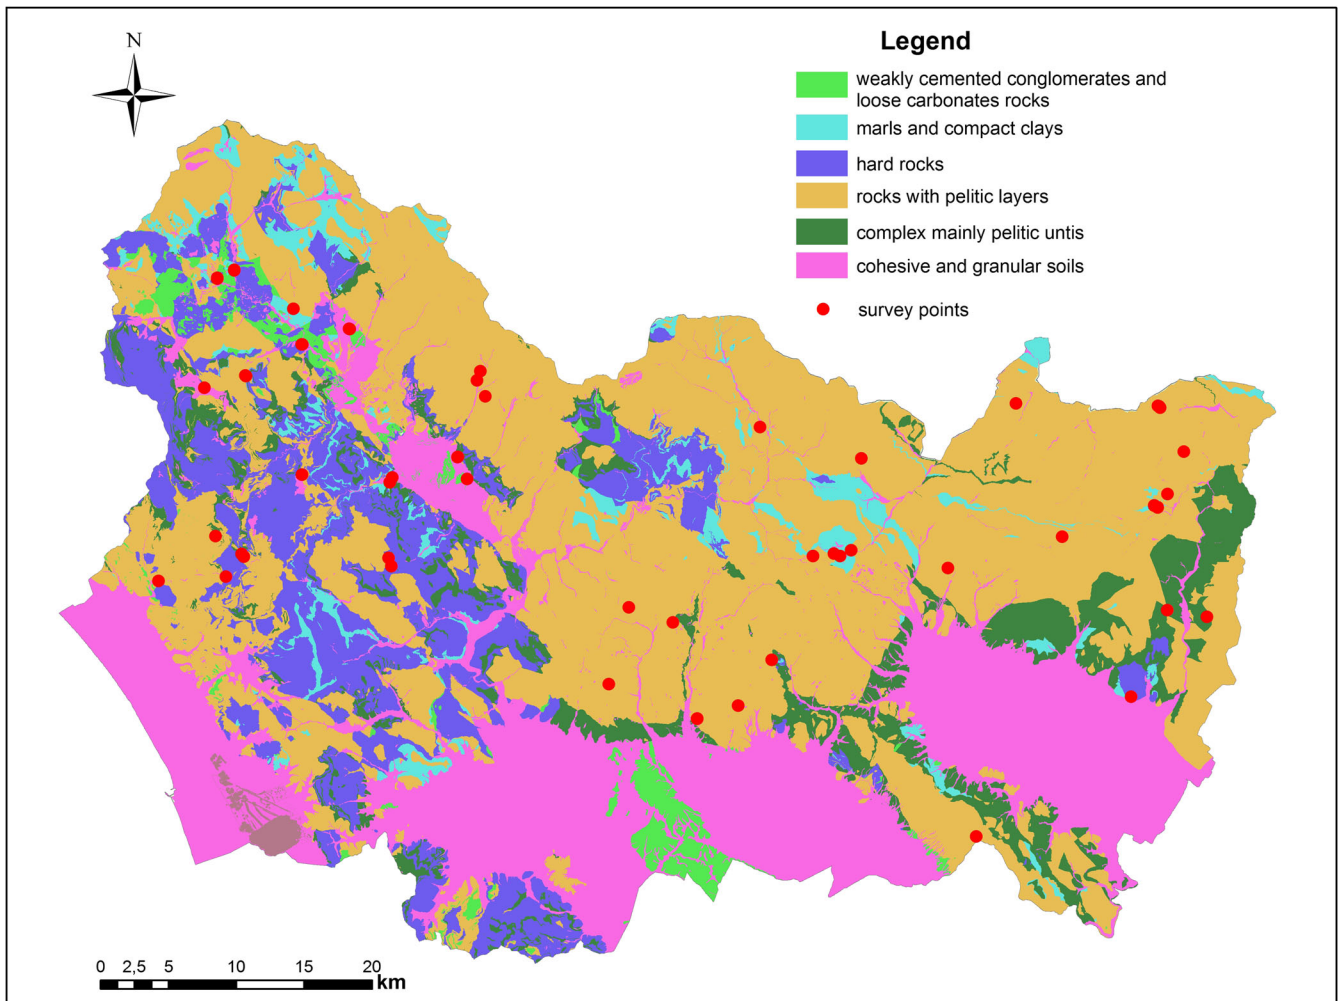 N
Legend
weakly cemented conglomerates and
loose carbonates rocks
marls and compact clays
hard rocks
rocks with pelitic layers
complex mainly pelitic untis
cohesive and granular soils
survey points
0 2,5 5 10 15 20
km